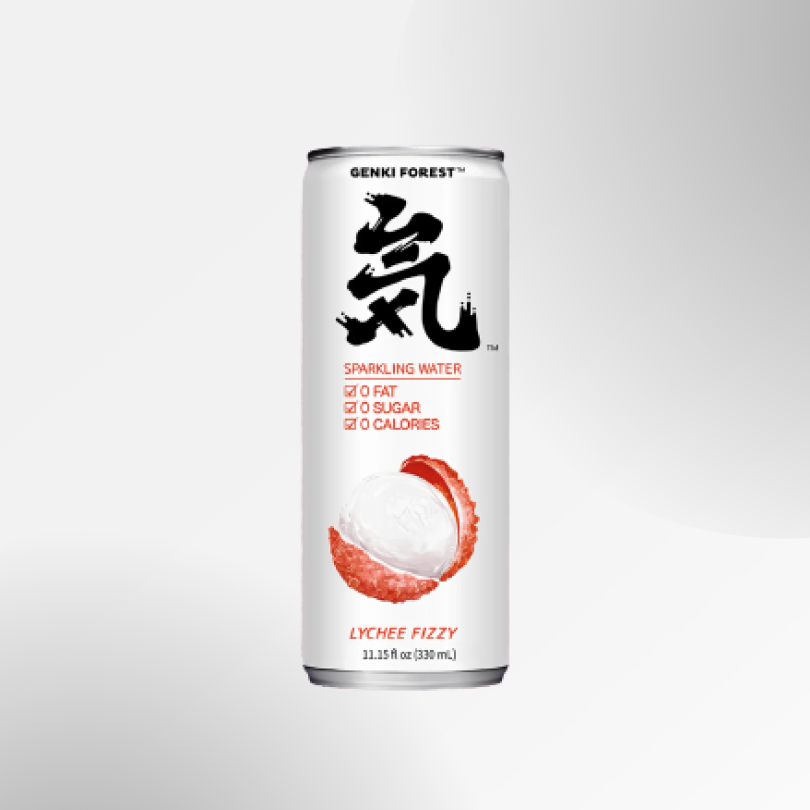 GENKI FOREST™
気
™
SPARKLING WATER
☑ 0 FAT
☑ 0 SUGAR
☑ 0 CALORIES
LYCHEE FIZZY
11.15 fl oz (330 mL)